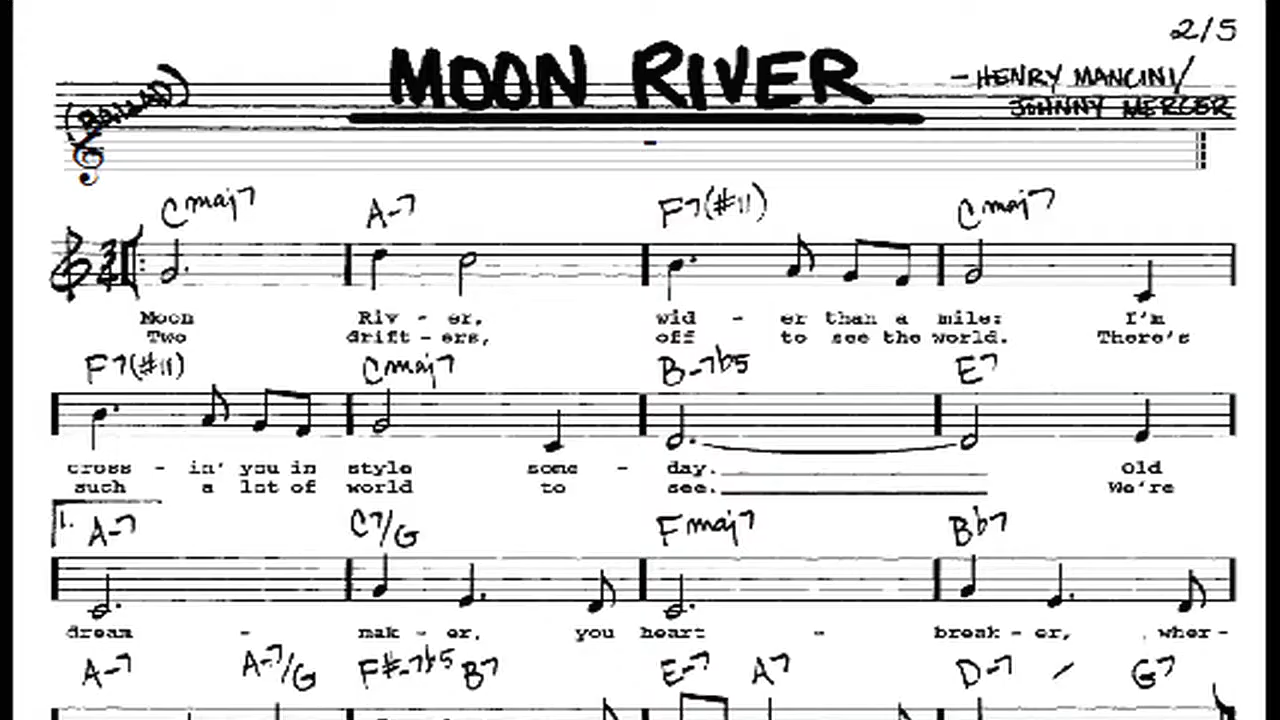 2/5
MOON RIVER
(BALLAD)
- HENRY MANCINI/
JOHNNY MERCER
Cmaj7 A-7 F7(#11) Cmaj7
3/4
Moon Riv - er, wid - er than a mile: I'm
Two drift - ers, off to see the world. There's
F7(#11) Cmaj7 B-7b5 E7
cross - in' you in style some - day. Old
such a lot of world to see. We're
1. A-7 C7/G Fmaj7 Bb7
dream - mak - er, you heart - break - er, wher-
A-7 A-7/G F#-7b5 B7 E-7 A7 D-7 / G7